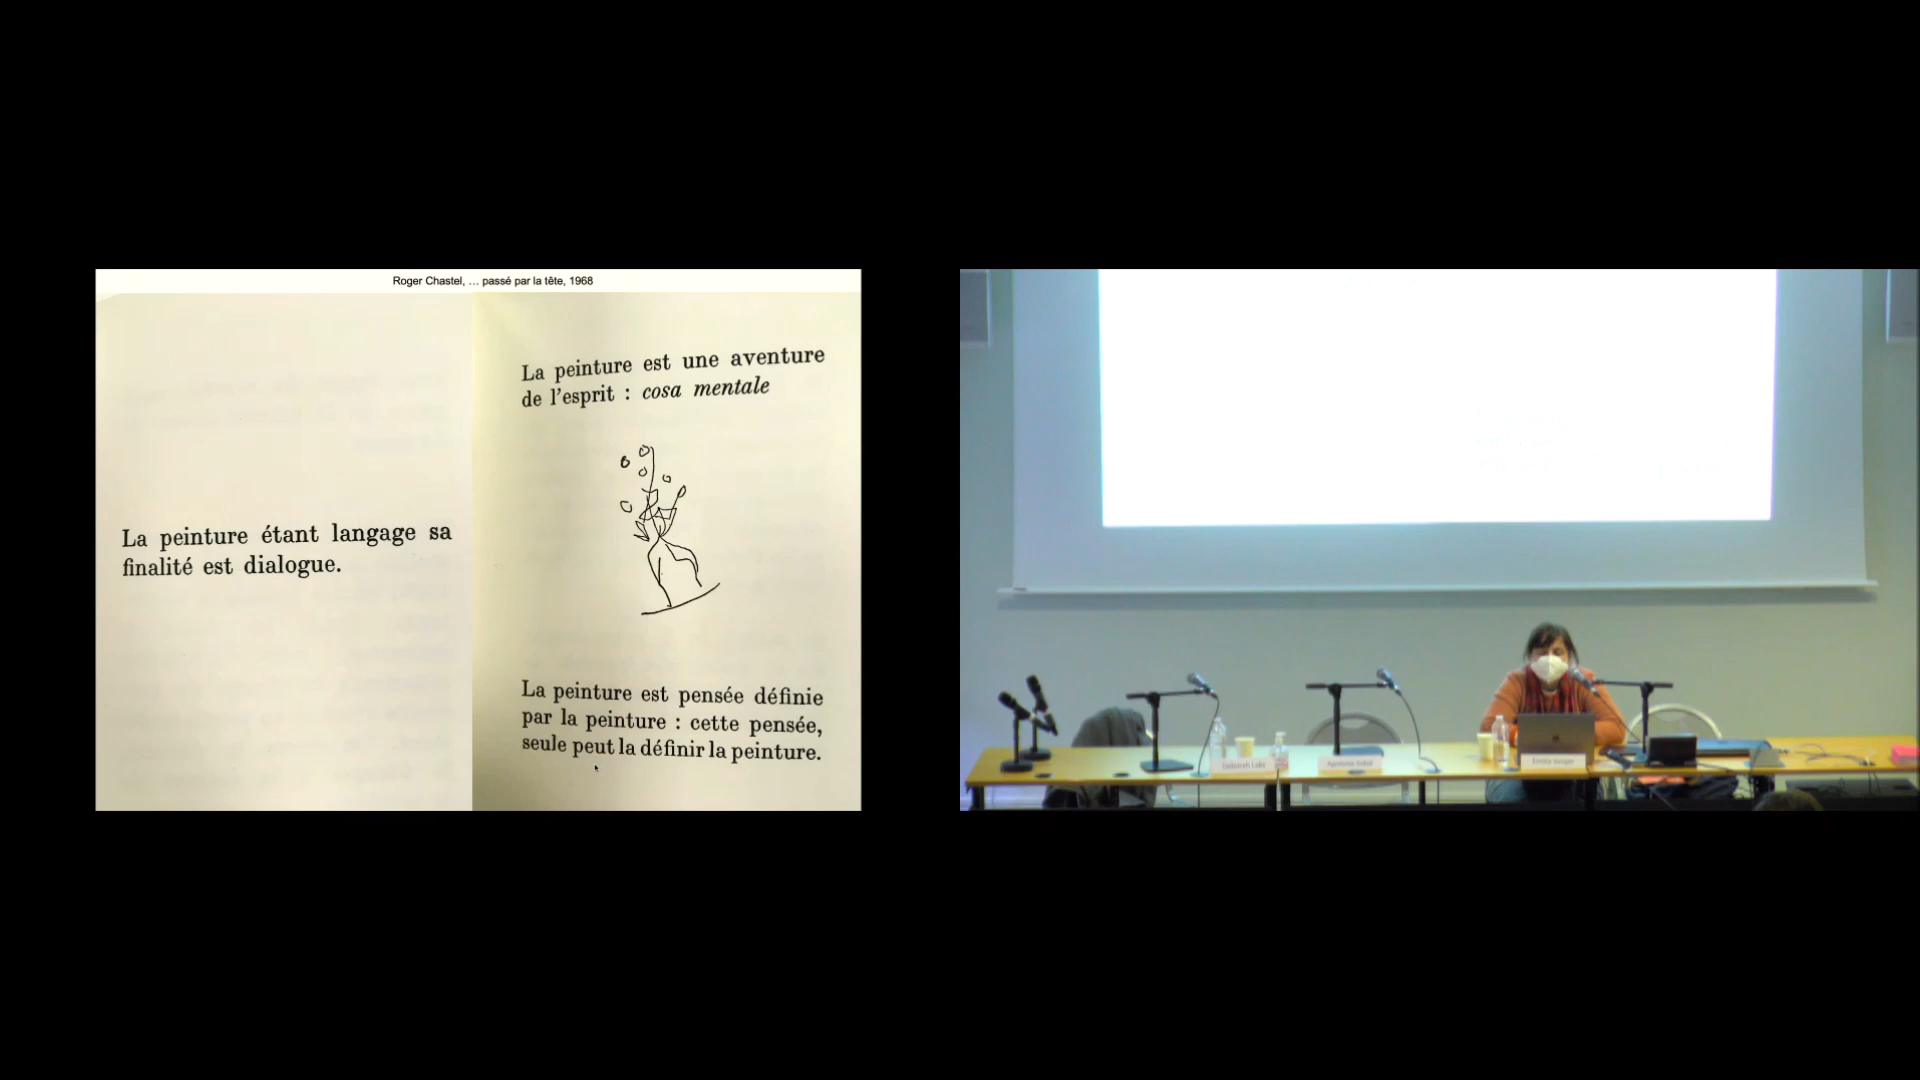 Roger Chastel, ... passé par la tête, 1968
La peinture étant langage sa
finalité est dialogue.
La peinture est une aventure
de l'esprit : cosa mentale
La peinture est pensée définie
par la peinture : cette pensée,
seule peut la définir la peinture.
Deborah Laks